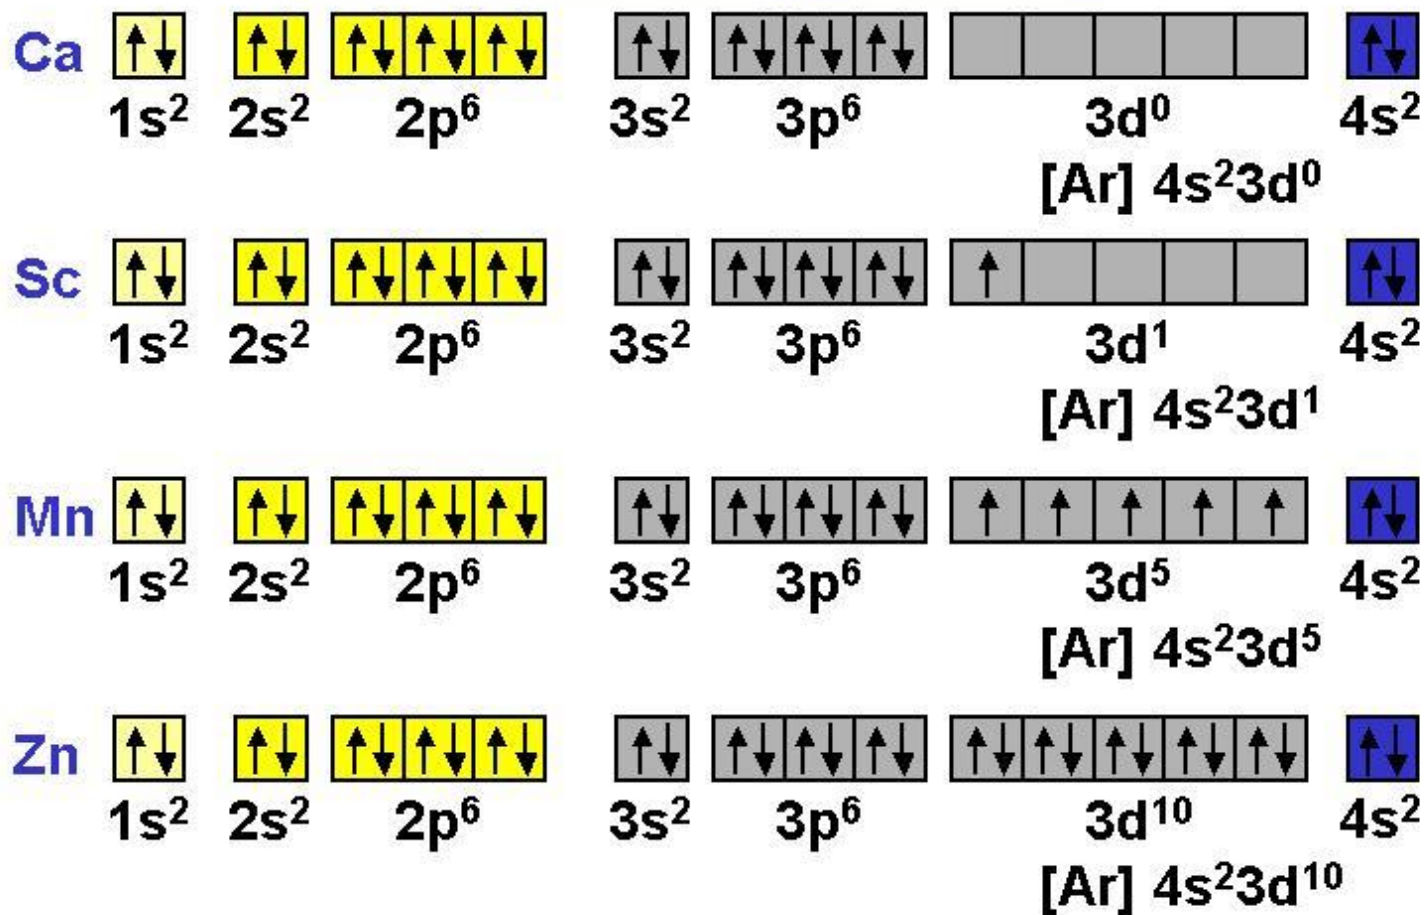 Ca
1s² 2s² 2p⁶ 3s² 3p⁶ 3d⁰ 4s²
[Ar] 4s²3d⁰
Sc
1s² 2s² 2p⁶ 3s² 3p⁶ 3d¹ 4s²
[Ar] 4s²3d¹
Mn
1s² 2s² 2p⁶ 3s² 3p⁶ 3d⁵ 4s²
[Ar] 4s²3d⁵
Zn
1s² 2s² 2p⁶ 3s² 3p⁶ 3d¹⁰ 4s²
[Ar] 4s²3d¹⁰